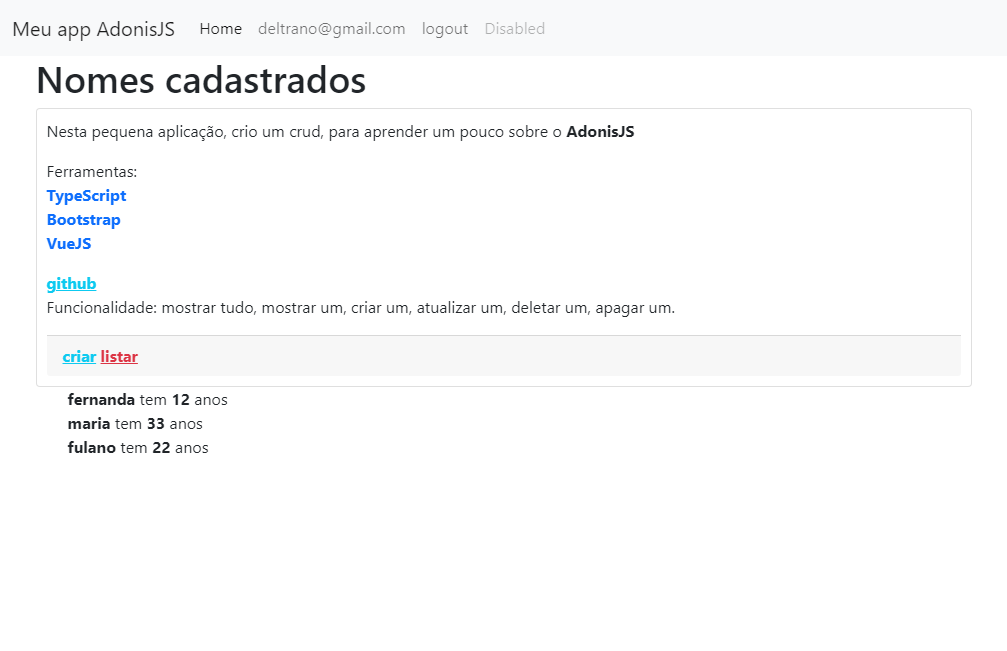 Meu app AdonisJS Home deltrano@gmail.com logout Disabled
Nomes cadastrados
Nesta pequena aplicação, crio um crud, para aprender um pouco sobre o AdonisJS
Ferramentas:
TypeScript
Bootstrap
VueJS
github
Funcionalidade: mostrar tudo, mostrar um, criar um, atualizar um, deletar um, apagar um.
criar listar
fernanda tem 12 anos
maria tem 33 anos
fulano tem 22 anos